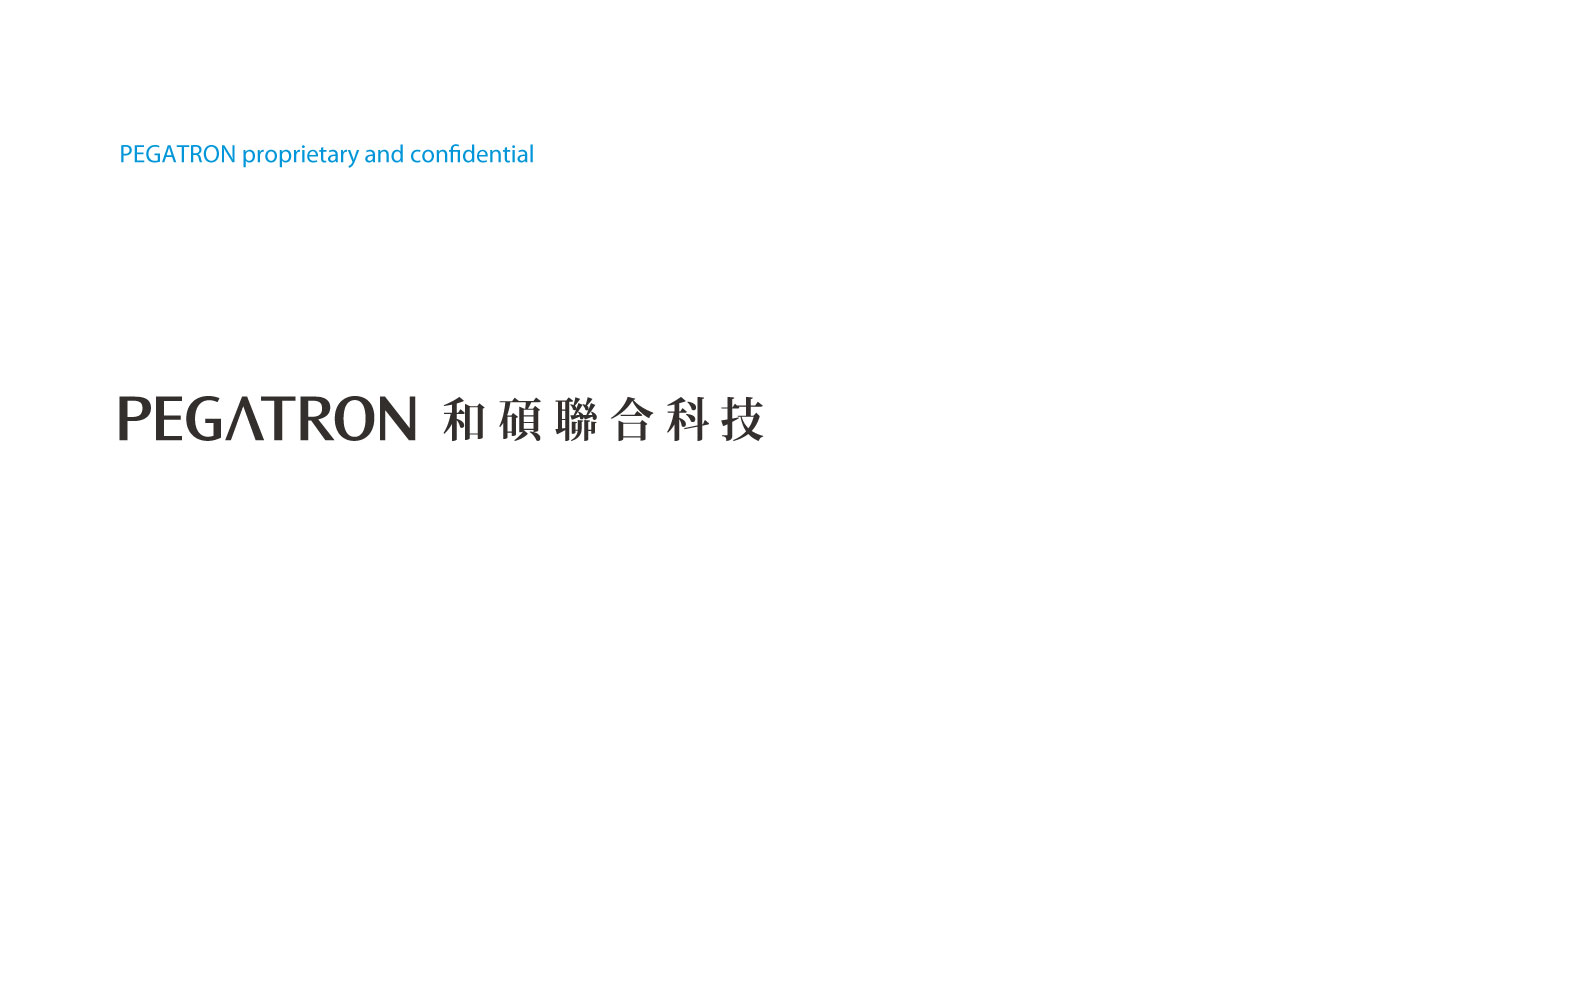 PEGATRON proprietary and confidential
PEGATRON 和碩聯合科技